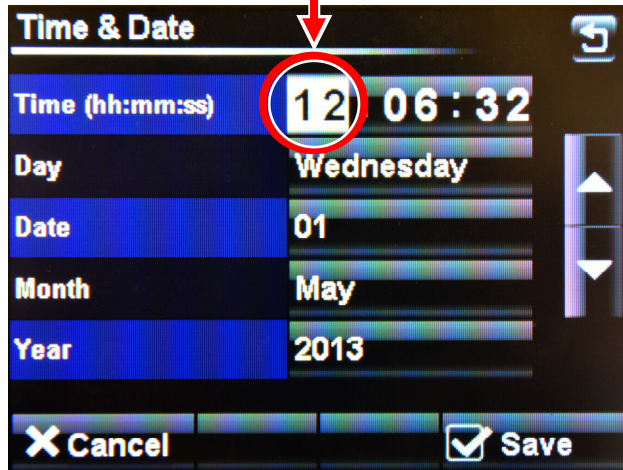 Time & Date
Time (hh:mm:ss) 12:06:32
Day Wednesday
Date 01
Month May
Year 2013
Cancel Save